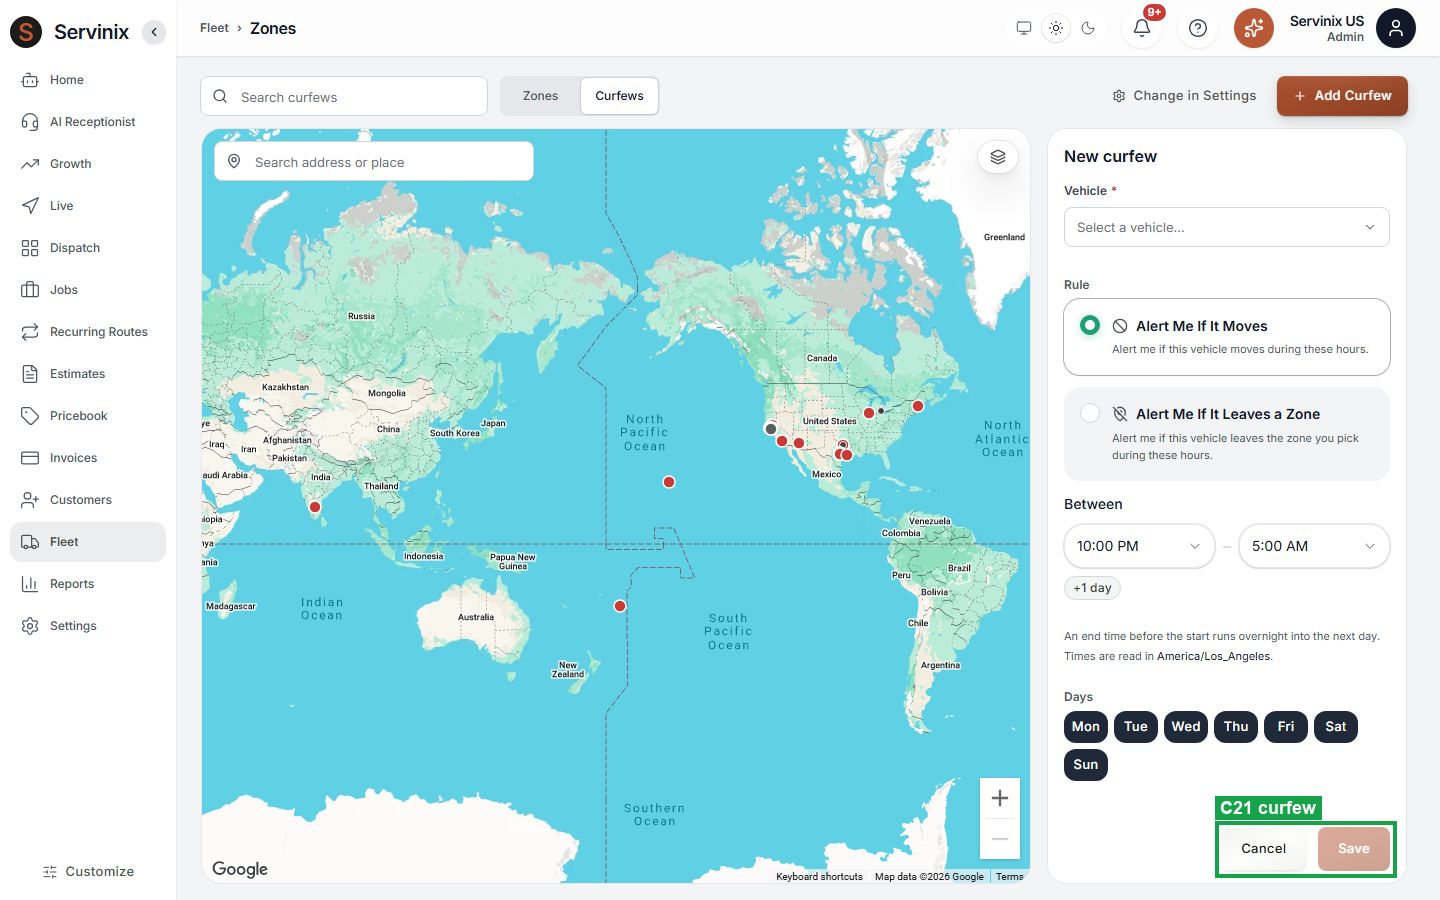 Servinix
Fleet › Zones
9+
Servinix US
Admin
Home
AI Receptionist
Growth
Live
Dispatch
Jobs
Recurring Routes
Estimates
Pricebook
Invoices
Customers
Fleet
Reports
Settings
Customize
Search curfews
Zones
Curfews
Change in Settings
+ Add Curfew
Search address or place
Greenland
Russia
Canada
Kazakhstan
Mongolia
North
Pacific
Ocean
United States
North
Atlantic
Ocean
China
South Korea
Japan
Afghanistan
Iraq
Iran
Pakistan
audi Arabia
India
Thailand
Mexico
iopia
Venezuela
Colombia
nya
Indonesia
Papua New
Guinea
ania
Peru
Brazil
Bolivia
Madagascar
Indian
Ocean
Australia
South
Pacific
Ocean
Chile
New
Zealand
Argentina
Southern
Ocean
Google
Keyboard shortcuts
Map data ©2026 Google
Terms
New curfew
Vehicle *
Select a vehicle...
Rule
Alert Me If It Moves
Alert me if this vehicle moves during these hours.
Alert Me If It Leaves a Zone
Alert me if this vehicle leaves the zone you pick
during these hours.
Between
10:00 PM – 5:00 AM
+1 day
An end time before the start runs overnight into the next day.
Times are read in America/Los_Angeles.
Days
Mon Tue Wed Thu Fri Sat
Sun
C21 curfew
Cancel
Save